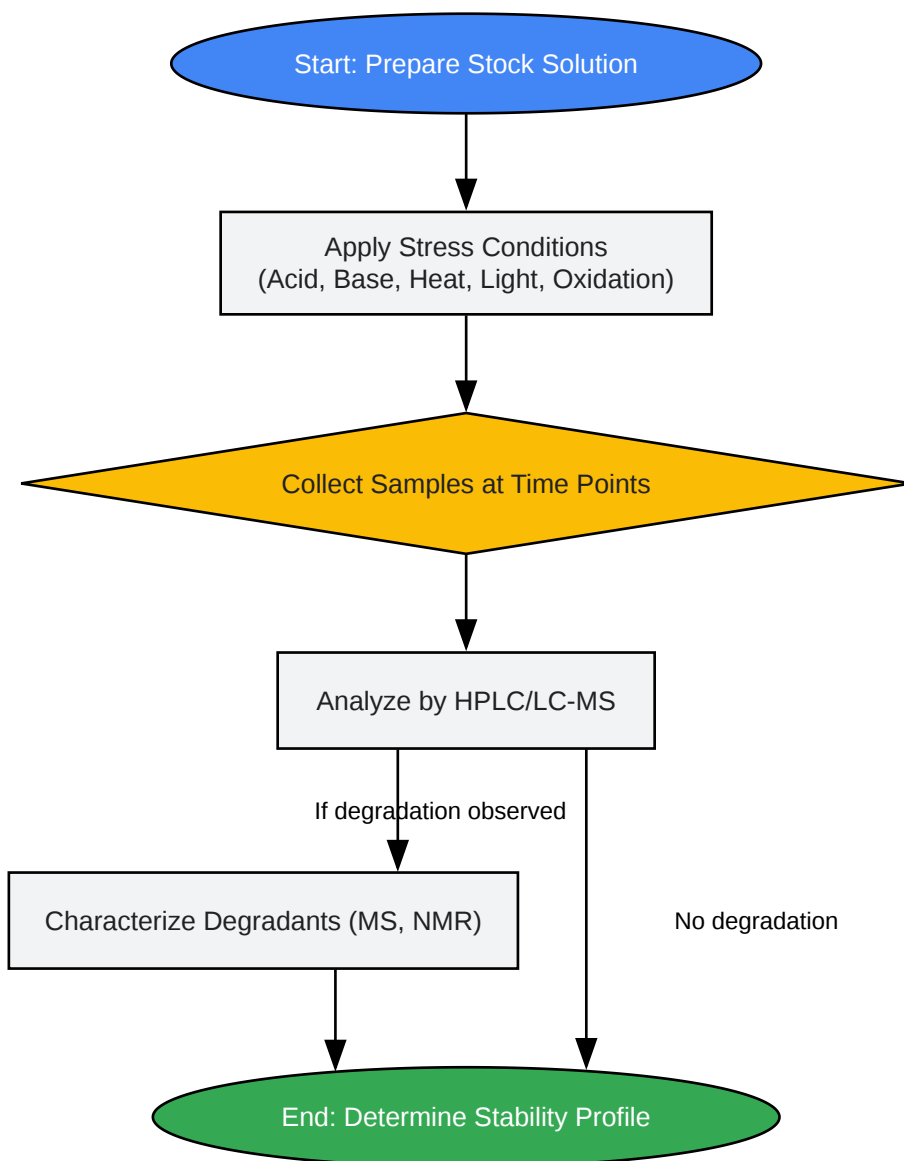 Start: Prepare Stock Solution
Apply Stress Conditions
(Acid, Base, Heat, Light, Oxidation)
Collect Samples at Time Points
Analyze by HPLC/LC-MS
If degradation observed
Characterize Degradants (MS, NMR)
No degradation
End: Determine Stability Profile